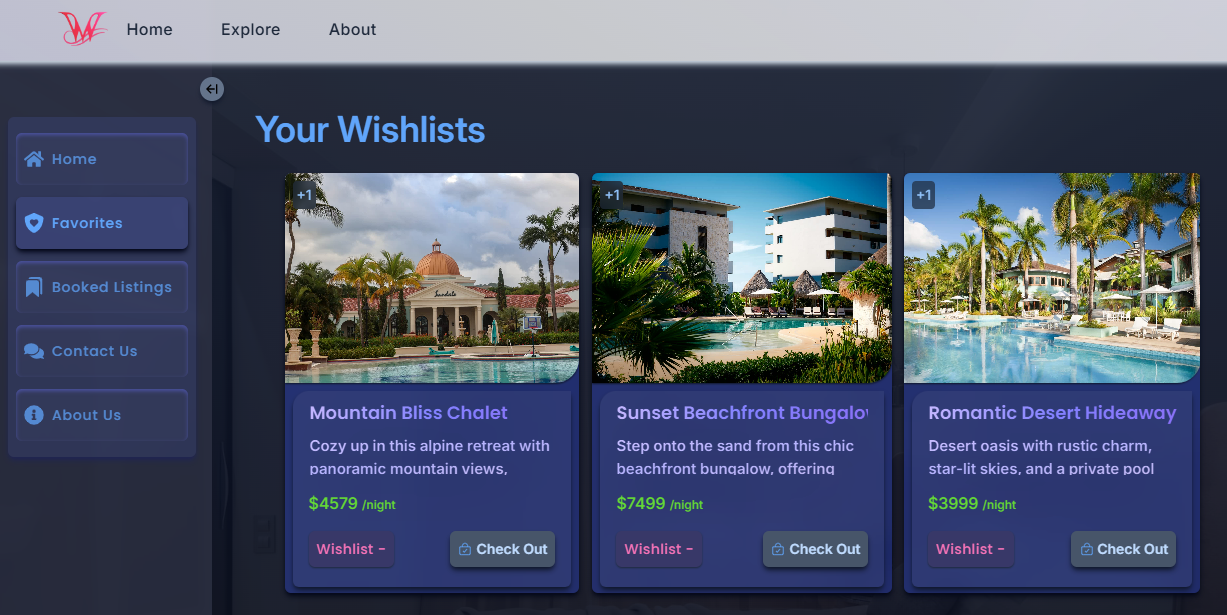 W
Home Explore About
Your Wishlists
Home
Favorites
Booked Listings
Contact Us
About Us
+1
Sandals
Mountain Bliss Chalet
Cozy up in this alpine retreat with
panoramic mountain views,
$4579 /night
Wishlist -
Check Out
+1
Sunset Beachfront Bungalo
Step onto the sand from this chic
beachfront bungalow, offering
$7499 /night
Wishlist -
Check Out
+1
Romantic Desert Hideaway
Desert oasis with rustic charm,
star-lit skies, and a private pool
$3999 /night
Wishlist -
Check Out